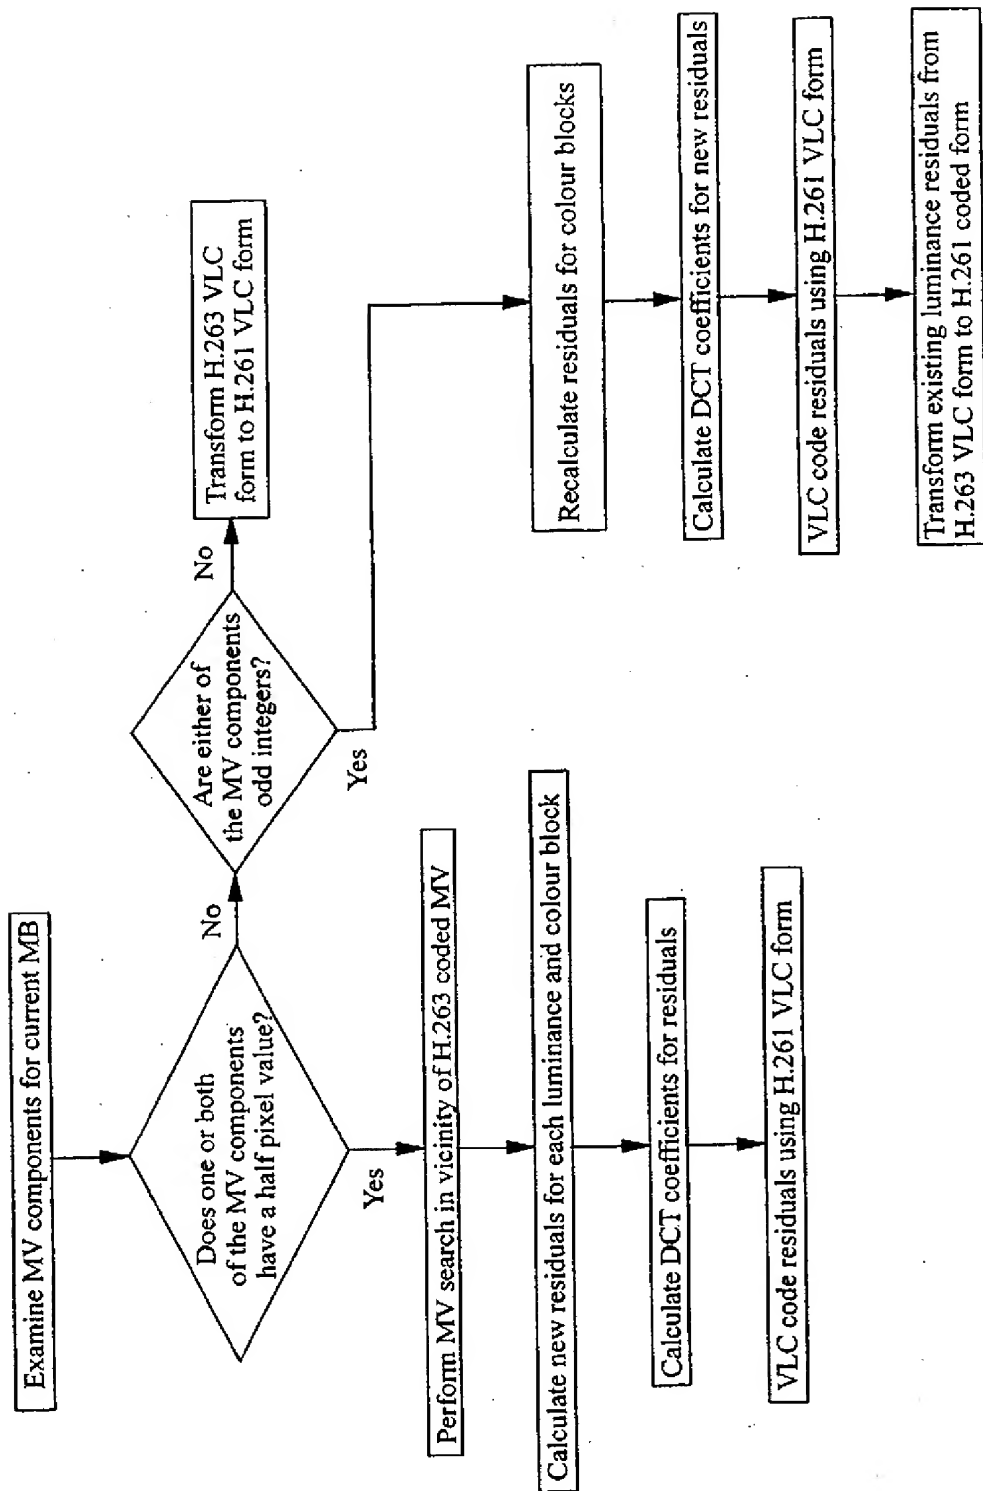 Examine MV components for current MB
Does one or both
of the MV components
have a half pixel value?
No
Yes
Are either of
the MV components
odd integers?
No
Yes
Transform H.263 VLC
form to H.261 VLC form
Perform MV search in vicinity of H.263 coded MV
Calculate new residuals for each luminance and colour block
Calculate DCT coefficients for residuals
VLC code residuals using H.261 VLC form
Recalculate residuals for colour blocks
Calculate DCT coefficients for new residuals
VLC code residuals using H.261 VLC form
Transform existing luminance residuals from
H.263 VLC form to H.261 coded form